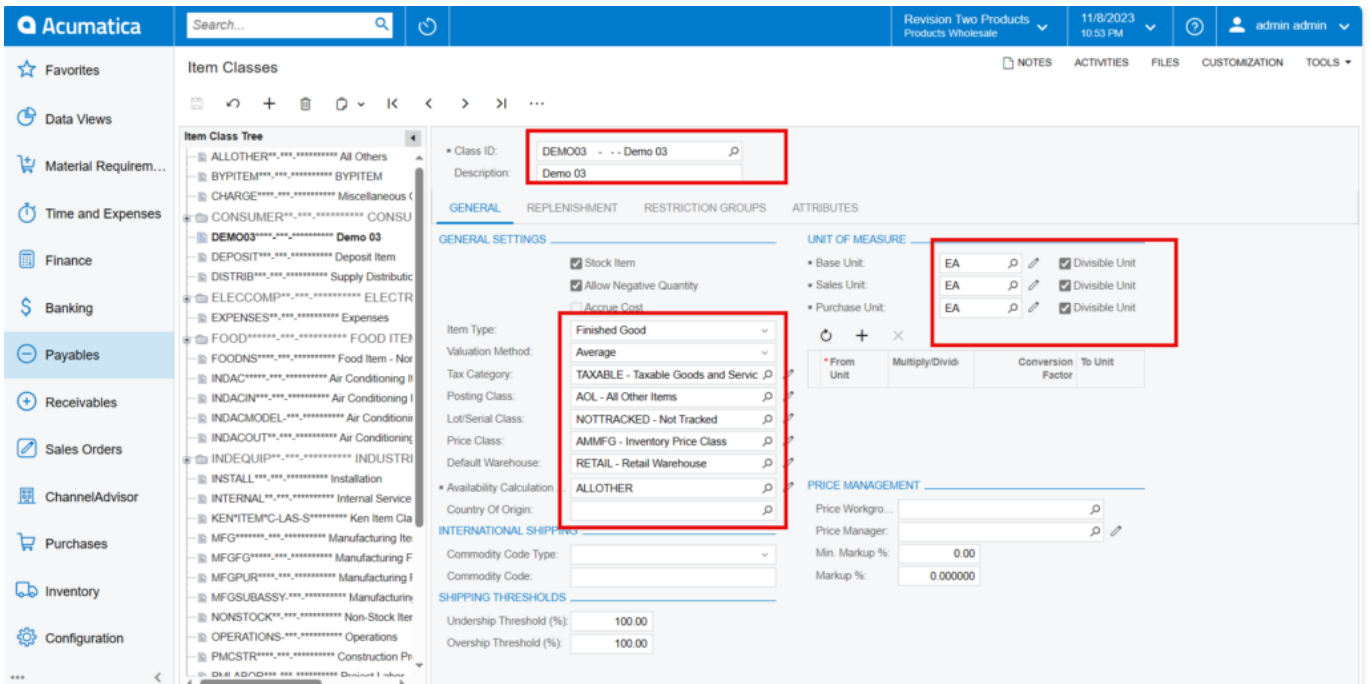 Acumatica
Search...
Revision Two Products
Products Wholesale
11/8/2023
10:53 PM
admin admin
Favorites
Data Views
Material Requirem...
Time and Expenses
Finance
Banking
Payables
Receivables
Sales Orders
ChannelAdvisor
Purchases
Inventory
Configuration
Item Classes
NOTES ACTIVITIES FILES CUSTOMIZATION TOOLS
Item Class Tree
ALLOTHER**-***-********** All Others
BYPITEM***-***-********** BYPITEM
CHARGE****-***-********** Miscellaneous
CONSUMER**-***-********** CONSU
DEMO03****-***-********** Demo 03
DEPOSIT***-***-********** Deposit Item
DISTRIB***-***-********** Supply Distributic
ELECCOMP**-***-********** ELECTR
EXPENSES**-***-********** Expenses
FOOD******-***-********** FOOD ITEM
FOODNS****-***-********** Food Item - Nor
INDAC*****-***-********** Air Conditioning It
INDACIN***-***-********** Air Conditioning I
INDACMODEL-***-********** Air Conditionin
INDACOUT**-***-********** Air Conditioning
INDEQUIP**-***-********** INDUSTRI
INSTALL***-***-********** Installation
INTERNAL**-***-********** Internal Service
KEN*ITEM*C-LAS-S********* Ken Item Cla
MFG*******-***-********** Manufacturing Ite
MFGFG*****-***-********** Manufacturing F
MFGPUR****-***-********** Manufacturing F
MFGSUBASSY-***-********** Manufacturing
NONSTOCK**-***-********** Non-Stock Iter
OPERATIONS-***-********** Operations
PMCSTR****-***-********** Construction Pr
* Class ID: DEMO03 - - - Demo 03
Description: Demo 03
GENERAL REPLENISHMENT RESTRICTION GROUPS ATTRIBUTES
GENERAL SETTINGS
Stock Item
Allow Negative Quantity
Accrue Cost
Item Type: Finished Good
Valuation Method: Average
Tax Category: TAXABLE - Taxable Goods and Servic
Posting Class: AOL - All Other Items
Lot/Serial Class: NOTTRACKED - Not Tracked
Price Class: AMMFG - Inventory Price Class
Default Warehouse: RETAIL - Retail Warehouse
* Availability Calculation ... ALLOTHER
Country Of Origin:
INTERNATIONAL SHIPPING
Commodity Code Type:
Commodity Code:
SHIPPING THRESHOLDS
Undership Threshold (%): 100.00
Overship Threshold (%): 100.00
UNIT OF MEASURE
* Base Unit: EA Divisible Unit
* Sales Unit: EA Divisible Unit
* Purchase Unit: EA Divisible Unit
* From Unit Multiply/Divid Conversion Factor To Unit
PRICE MANAGEMENT
Price Workgro...
Price Manager:
Min. Markup %: 0.00
Markup %: 0.000000